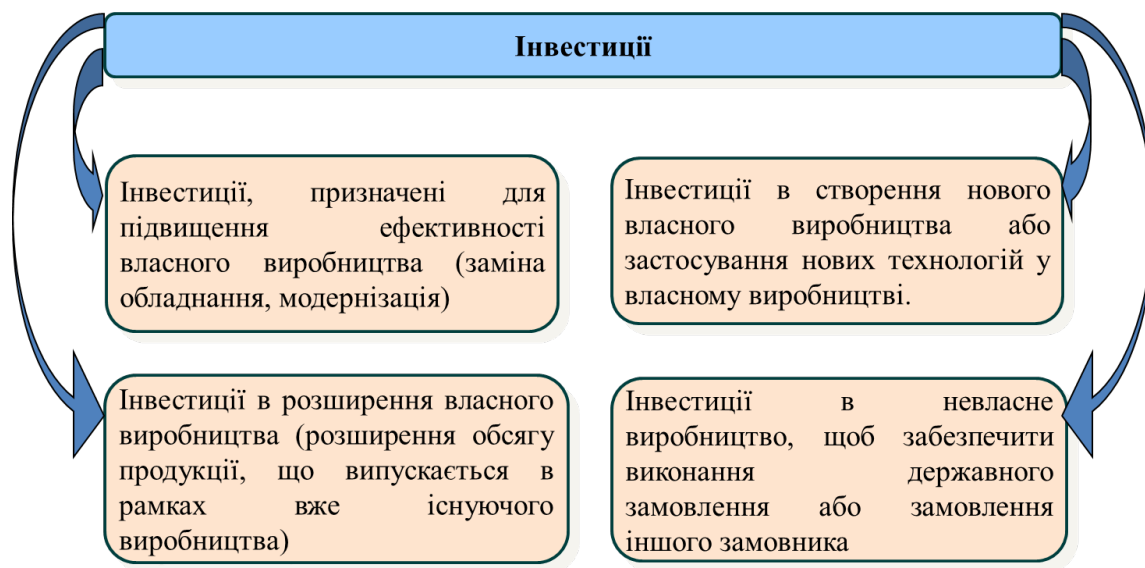 Інвестиції
Інвестиції, призначені для
підвищення ефективності
власного виробництва (заміна
обладнання, модернізація)
Інвестиції в створення нового
власного виробництва або
застосування нових технологій у
власному виробництві.
Інвестиції в розширення власного
виробництва (розширення обсягу
продукції, що випускається в
рамках вже існуючого
виробництва)
Інвестиції в невласне
виробництво, щоб забезпечити
виконання державного
замовлення або замовлення
іншого замовника